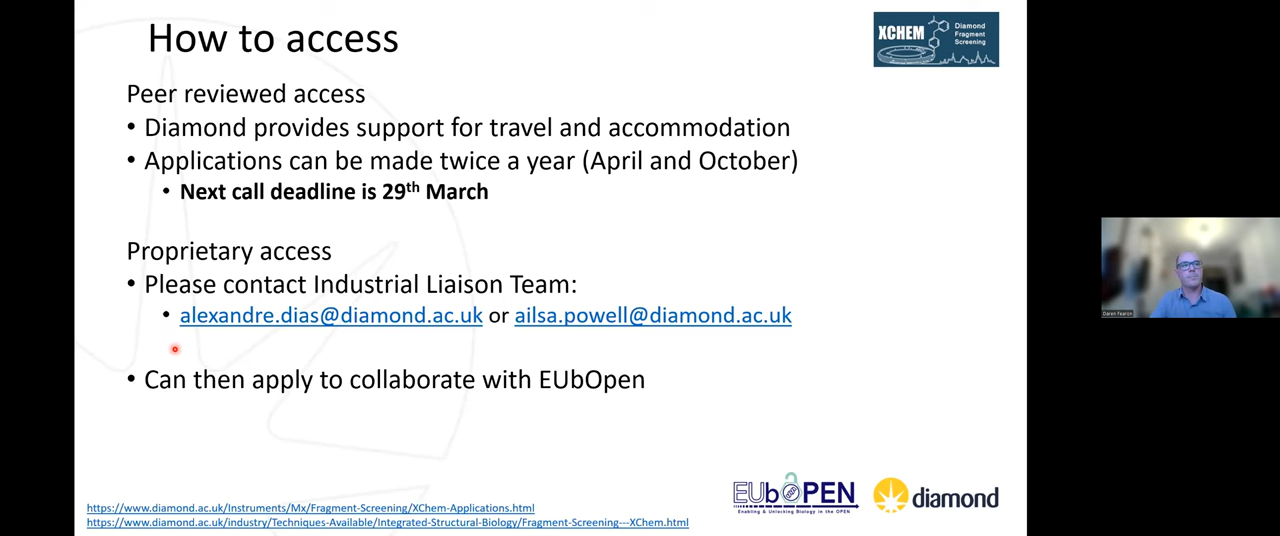 How to access
XCHEM
Diamond
Fragment
Screening
Peer reviewed access
• Diamond provides support for travel and accommodation
• Applications can be made twice a year (April and October)
• Next call deadline is 29th March
Proprietary access
• Please contact Industrial Liaison Team:
• alexandre.dias@diamond.ac.uk or ailsa.powell@diamond.ac.uk
• Can then apply to collaborate with EUbOpen
https://www.diamond.ac.uk/Instruments/Mx/Fragment-Screening/XChem-Applications.html
https://www.diamond.ac.uk/industry/Techniques-Available/Integrated-Structural-Biology/Fragment-Screening---XChem.html
EUbOPEN
Enabling & Unlocking Biology in the OPEN
diamond
Daren Fearon